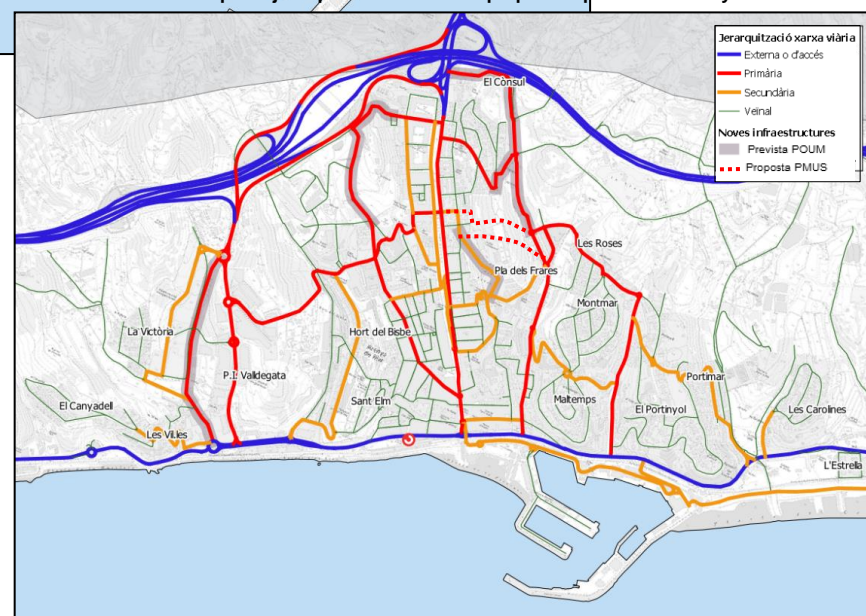 Jerarquització xarxa viària
Externa o d'accés
Primària
Secundària
Veïnal
Noves infraestructures
Prevista POUM
Proposta PMUS
El Cònsul
Les Roses
Pla dels Frares
Montmar
La Victòria
Hort del Bisbe
P.I. Valldegata
Portimar
El Canyadell
Sant Elm
Maltemps
El Portinyol
Les Carolines
Les Villes
L'Estrella